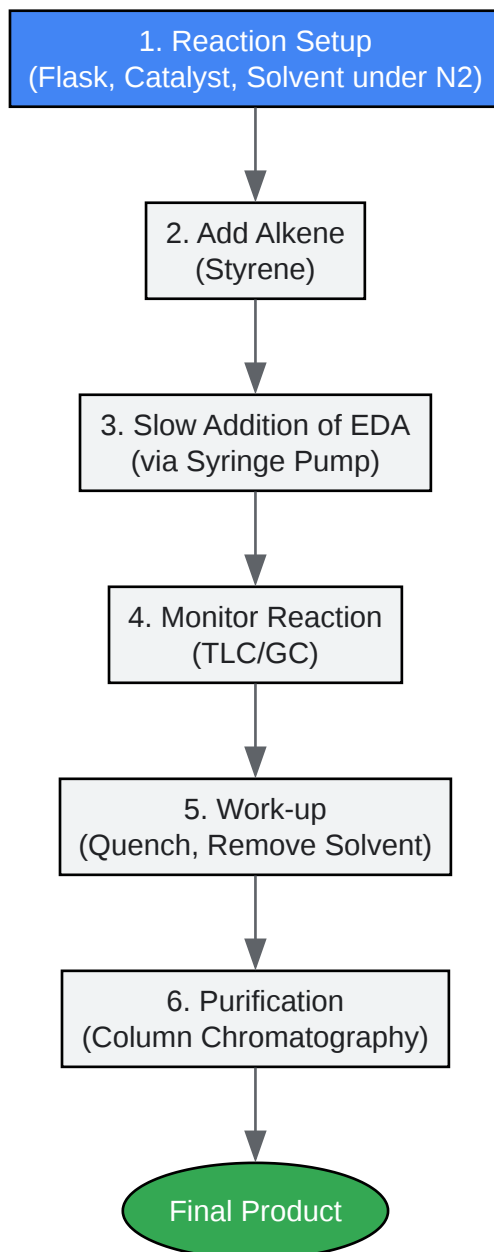 1. Reaction Setup
(Flask, Catalyst, Solvent under N2)
2. Add Alkene
(Styrene)
3. Slow Addition of EDA
(via Syringe Pump)
4. Monitor Reaction
(TLC/GC)
5. Work-up
(Quench, Remove Solvent)
6. Purification
(Column Chromatography)
Final Product